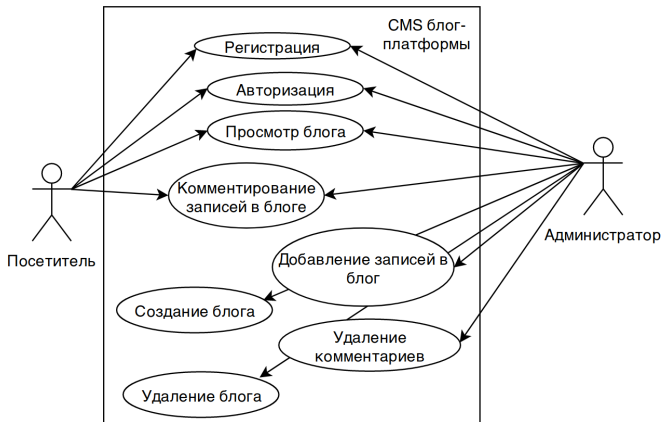 CMS блог-
платформы
Регистрация
Авторизация
Просмотр блога
Комментирование
записей в блоге
Посетитель
Администратор
Добавление записей в
блог
Создание блога
Удаление
комментариев
Удаление блога